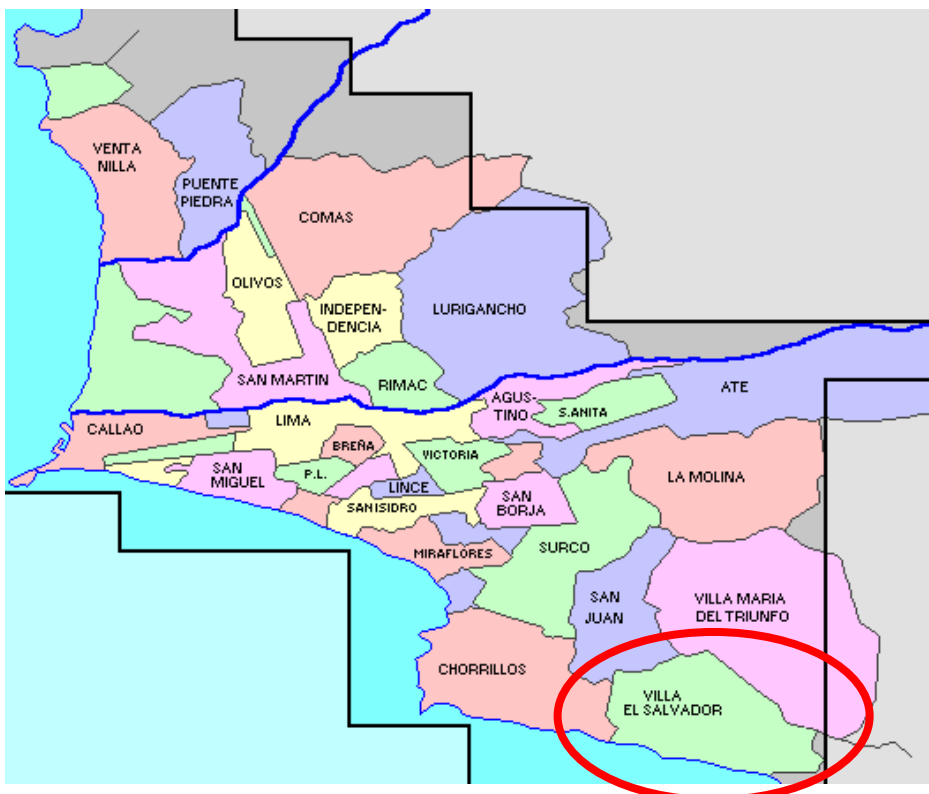 VENTA
NILLA
PUENTE
PIEDRA
COMAS
OLIVOS
INDEPEN-
DENCIA
LURIGANCHO
SAN MARTIN
RIMAC
AGUS-
TINO
S.ANITA
ATE
CALLAO
LIMA
BREÑA
VICTORIA
SAN
MIGUEL
P.L.
LINCE
SAN
BORJA
LA MOLINA
SAN ISIDRO
MIRAFLORES
SURCO
SAN
JUAN
VILLA MARIA
DEL TRIUNFO
CHORRILLOS
VILLA
EL SALVADOR